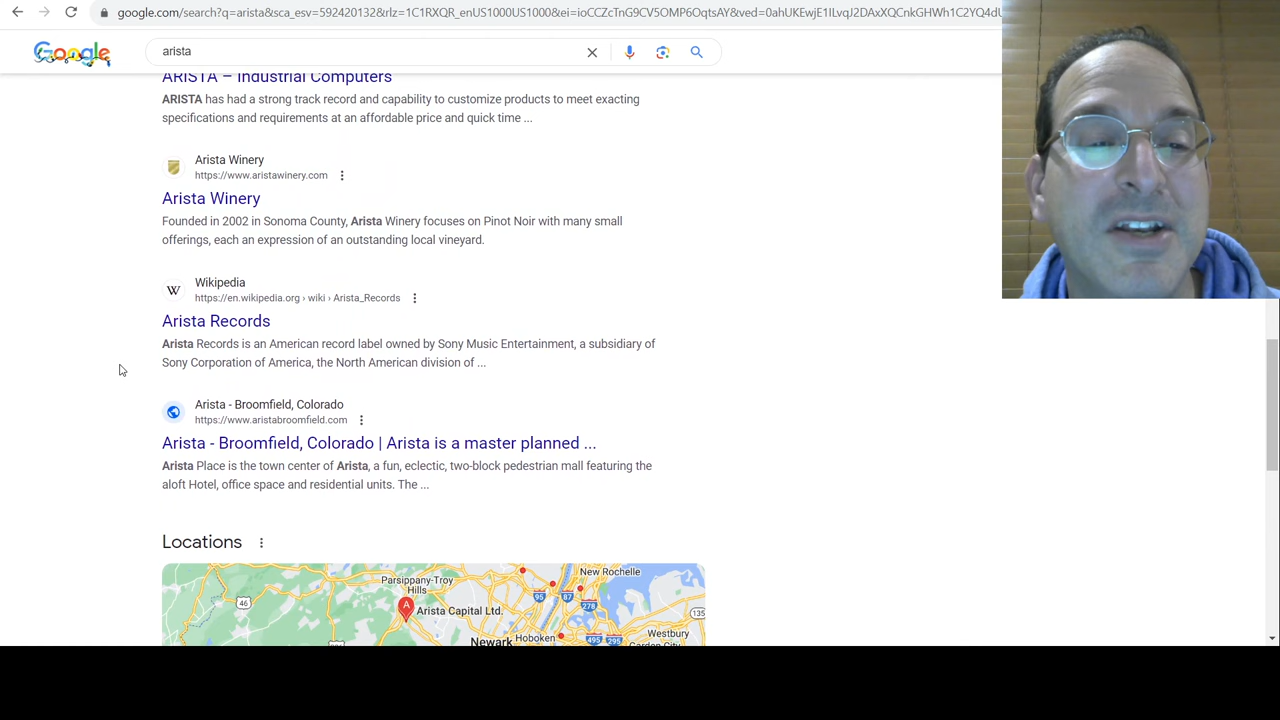 google.com/search?q=arista&sca_esv=592420132&rlz=1C1RXQR_enUS1000US1000&ei=ioCCZcTnG9CV5OMP6OqtsAY&ved=0ahUKEwjE1ILvqJ2DAxXQCnkGHWh1C2YQ4dU
Google
arista
ARISTA – Industrial Computers
ARISTA has had a strong track record and capability to customize products to meet exacting
specifications and requirements at an affordable price and quick time ...
Arista Winery
https://www.aristawinery.com
Arista Winery
Founded in 2002 in Sonoma County, Arista Winery focuses on Pinot Noir with many small
offerings, each an expression of an outstanding local vineyard.
W
Wikipedia
https://en.wikipedia.org › wiki › Arista_Records
Arista Records
Arista Records is an American record label owned by Sony Music Entertainment, a subsidiary of
Sony Corporation of America, the North American division of ...
Arista - Broomfield, Colorado
https://www.aristabroomfield.com
Arista - Broomfield, Colorado | Arista is a master planned ...
Arista Place is the town center of Arista, a fun, eclectic, two-block pedestrian mall featuring the
aloft Hotel, office space and residential units. The ...
Locations
New Rochelle
Parsippany-Troy
Hills
95
87
46
278
A
Arista Capital Ltd.
135
Hoboken
495
295
Westbury
Newark